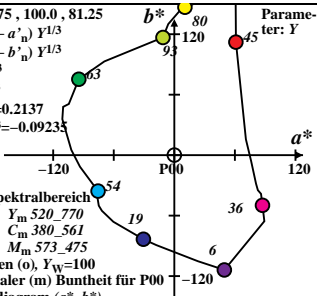 75 , 100.0 , 81.25
b*
80
Parame-
ter: Y
– a’n) Y1/3
– b’n) Y1/3
120
45
93
63
=0.2137
=−0.09235
a*
−120
P00
120
54
pektralbereich
Ym 520_770
Cm 380_561
Mm 573_475
19
36
6
en (o), YW=100
−120
aler (m) Buntheit für P00